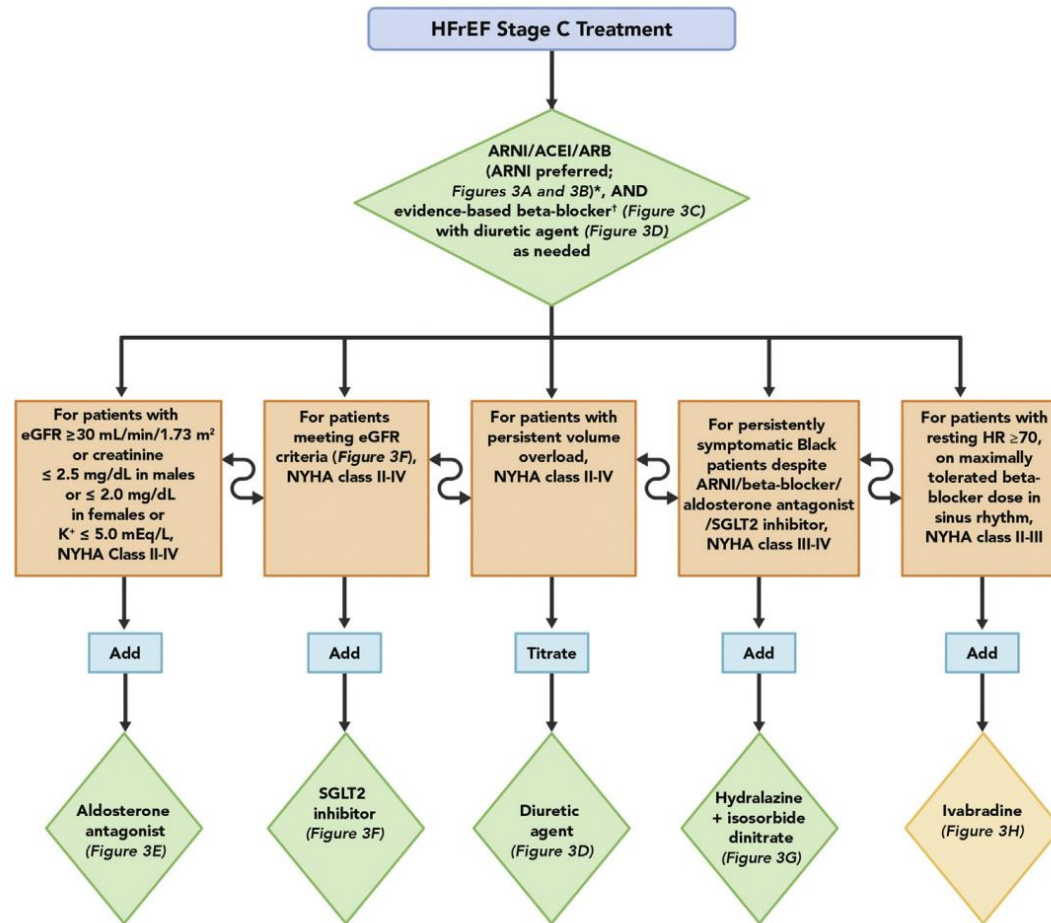 HFrEF Stage C Treatment
ARNI/ACEI/ARB
(ARNI preferred;
Figures 3A and 3B)*, AND
evidence-based beta-blocker† (Figure 3C)
with diuretic agent (Figure 3D)
as needed
For patients with
eGFR ≥30 mL/min/1.73 m²
or creatinine
≤ 2.5 mg/dL in males
or ≤ 2.0 mg/dL
in females or
K⁺ ≤ 5.0 mEq/L,
NYHA Class II-IV
For patients
meeting eGFR
criteria (Figure 3F),
NYHA class II-IV
For patients with
persistent volume
overload,
NYHA class II-IV
For persistently
symptomatic Black
patients despite
ARNI/beta-blocker/
aldosterone antagonist
/SGLT2 inhibitor,
NYHA class III-IV
For patients with
resting HR ≥70,
on maximally
tolerated beta-
blocker dose in
sinus rhythm,
NYHA class II-III
Add
Add
Titrate
Add
Add
Aldosterone
antagonist
(Figure 3E)
SGLT2
inhibitor
(Figure 3F)
Diuretic
agent
(Figure 3D)
Hydralazine
+ isosorbide
dinitrate
(Figure 3G)
Ivabradine
(Figure 3H)